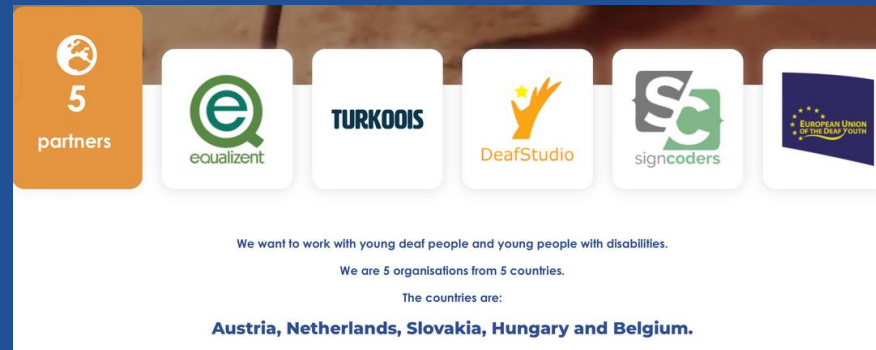 5
partners
eQ
equalizent
TURKOOIS
DeafStudio
SC
signcoders
EUROPEAN UNION
OF THE DEAF YOUTH
We want to work with young deaf people and young people with disabilities.
We are 5 organisations from 5 countries.
The countries are:
Austria, Netherlands, Slovakia, Hungary and Belgium.